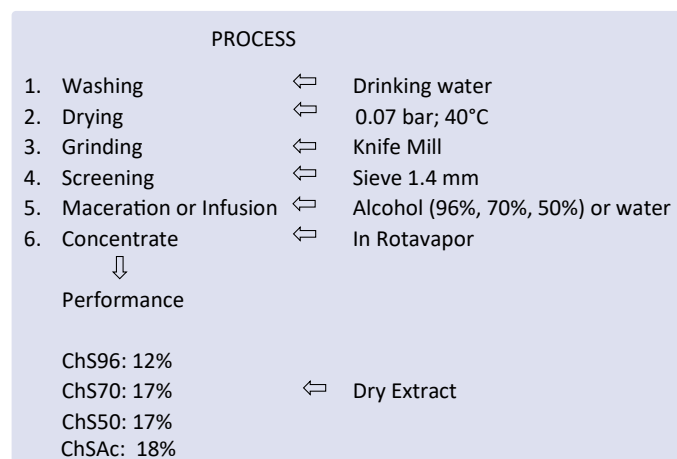 PROCESS
1. Washing ⇦ Drinking water
2. Drying ⇦ 0.07 bar; 40°C
3. Grinding ⇦ Knife Mill
4. Screening ⇦ Sieve 1.4 mm
5. Maceration or Infusion ⇦ Alcohol (96%, 70%, 50%) or water
6. Concentrate ⇦ In Rotavapor
⇩
Performance
ChS96: 12%
ChS70: 17% ⇦ Dry Extract
ChS50: 17%
ChSAc: 18%